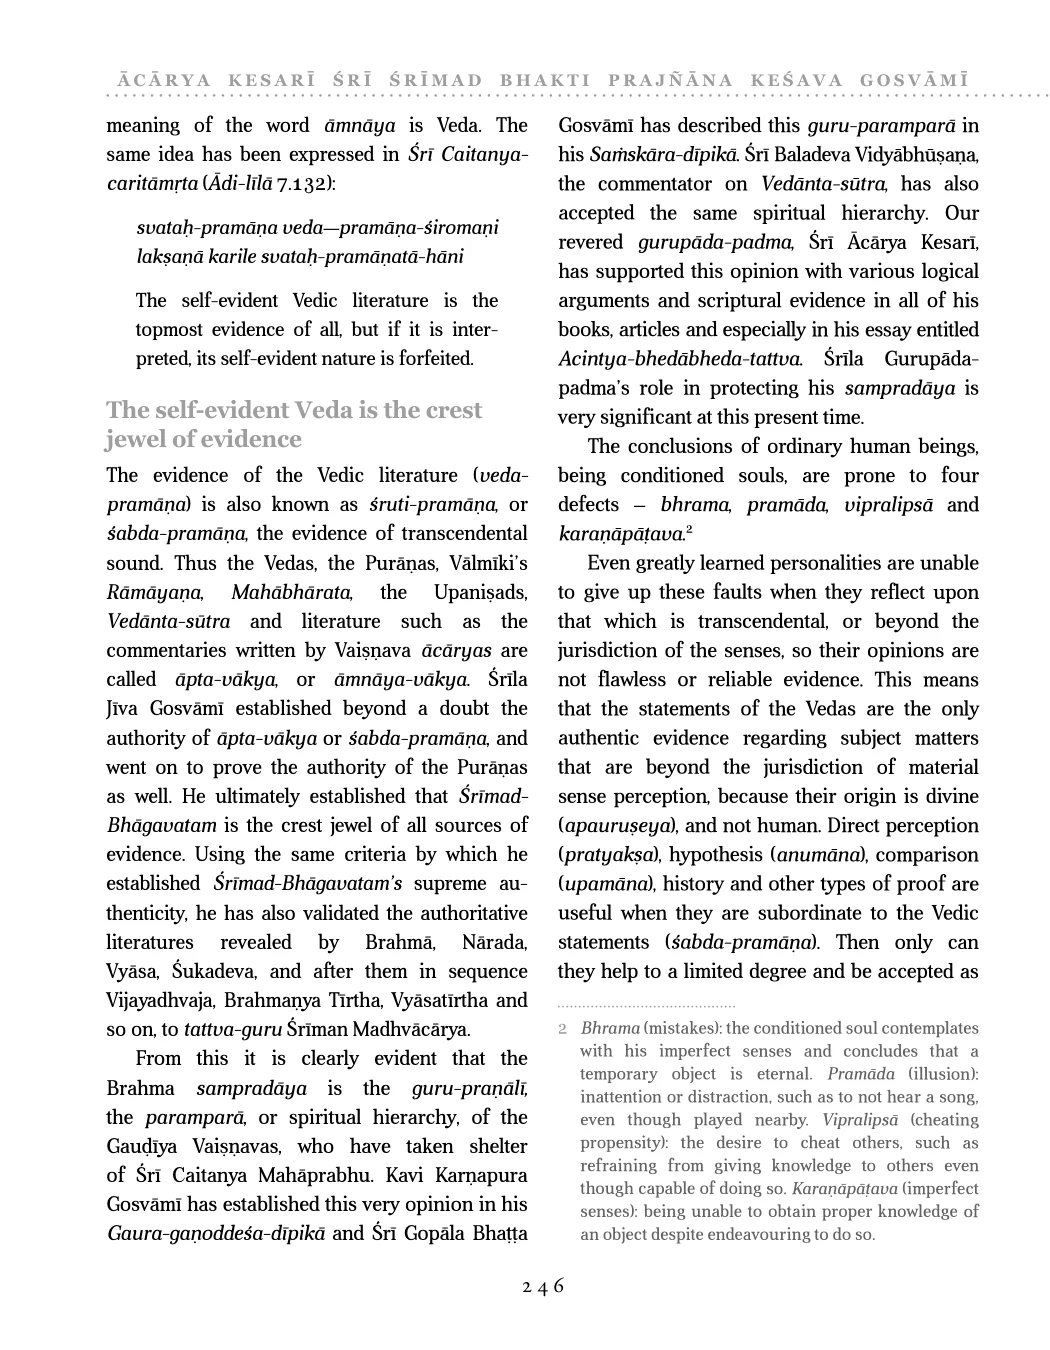 ĀCĀRYA KESARĪ ŚRĪ ŚRĪMAD BHAKTI PRAJÑĀNA KEŚAVA GOSVĀMĪ
meaning of the word āmnāya is Veda. The
same idea has been expressed in Śrī Caitanya-
caritāmṛta (Ādi-līlā 7.132):
svataḥ-pramāṇa veda—pramāṇa-śiromaṇi
lakṣaṇā karile svataḥ-pramāṇatā-hāni
The self-evident Vedic literature is the
topmost evidence of all, but if it is inter-
preted, its self-evident nature is forfeited.
The self-evident Veda is the crest
jewel of evidence
The evidence of the Vedic literature (veda-
pramāṇa) is also known as śruti-pramāṇa, or
śabda-pramāṇa, the evidence of transcendental
sound. Thus the Vedas, the Purāṇas, Vālmīki’s
Rāmāyaṇa, Mahābhārata, the Upaniṣads,
Vedānta-sūtra and literature such as the
commentaries written by Vaiṣṇava ācāryas are
called āpta-vākya, or āmnāya-vākya. Śrīla
Jīva Gosvāmī established beyond a doubt the
authority of āpta-vākya or śabda-pramāṇa, and
went on to prove the authority of the Purāṇas
as well. He ultimately established that Śrīmad-
Bhāgavatam is the crest jewel of all sources of
evidence. Using the same criteria by which he
established Śrīmad-Bhāgavatam’s supreme au-
thenticity, he has also validated the authoritative
literatures revealed by Brahmā, Nārada,
Vyāsa, Śukadeva, and after them in sequence
Vijayadhvaja, Brahmaṇya Tīrtha, Vyāsatīrtha and
so on, to tattva-guru Śrīman Madhvācārya.
From this it is clearly evident that the
Brahma sampradāya is the guru-praṇālī,
the paramparā, or spiritual hierarchy, of the
Gauḍīya Vaiṣṇavas, who have taken shelter
of Śrī Caitanya Mahāprabhu. Kavi Karṇapura
Gosvāmī has established this very opinion in his
Gaura-gaṇoddeśa-dīpikā and Śrī Gopāla Bhaṭṭa
Gosvāmī has described this guru-paramparā in
his Saṁskāra-dīpikā. Śrī Baladeva Vidyābhūṣaṇa,
the commentator on Vedānta-sūtra, has also
accepted the same spiritual hierarchy. Our
revered gurupāda-padma, Śrī Ācārya Kesarī,
has supported this opinion with various logical
arguments and scriptural evidence in all of his
books, articles and especially in his essay entitled
Acintya-bhedābheda-tattva. Śrīla Gurupāda-
padma’s role in protecting his sampradāya is
very significant at this present time.
The conclusions of ordinary human beings,
being conditioned souls, are prone to four
defects – bhrama, pramāda, vipralipsā and
karaṇāpāṭava.²
Even greatly learned personalities are unable
to give up these faults when they reflect upon
that which is transcendental, or beyond the
jurisdiction of the senses, so their opinions are
not flawless or reliable evidence. This means
that the statements of the Vedas are the only
authentic evidence regarding subject matters
that are beyond the jurisdiction of material
sense perception, because their origin is divine
(apauruṣeya), and not human. Direct perception
(pratyakṣa), hypothesis (anumāna), comparison
(upamāna), history and other types of proof are
useful when they are subordinate to the Vedic
statements (śabda-pramāṇa). Then only can
they help to a limited degree and be accepted as
2 Bhrama (mistakes): the conditioned soul contemplates
with his imperfect senses and concludes that a
temporary object is eternal. Pramāda (illusion):
inattention or distraction, such as to not hear a song,
even though played nearby. Vipralipsā (cheating
propensity): the desire to cheat others, such as
refraining from giving knowledge to others even
though capable of doing so. Karaṇāpāṭava (imperfect
senses): being unable to obtain proper knowledge of
an object despite endeavouring to do so.
246